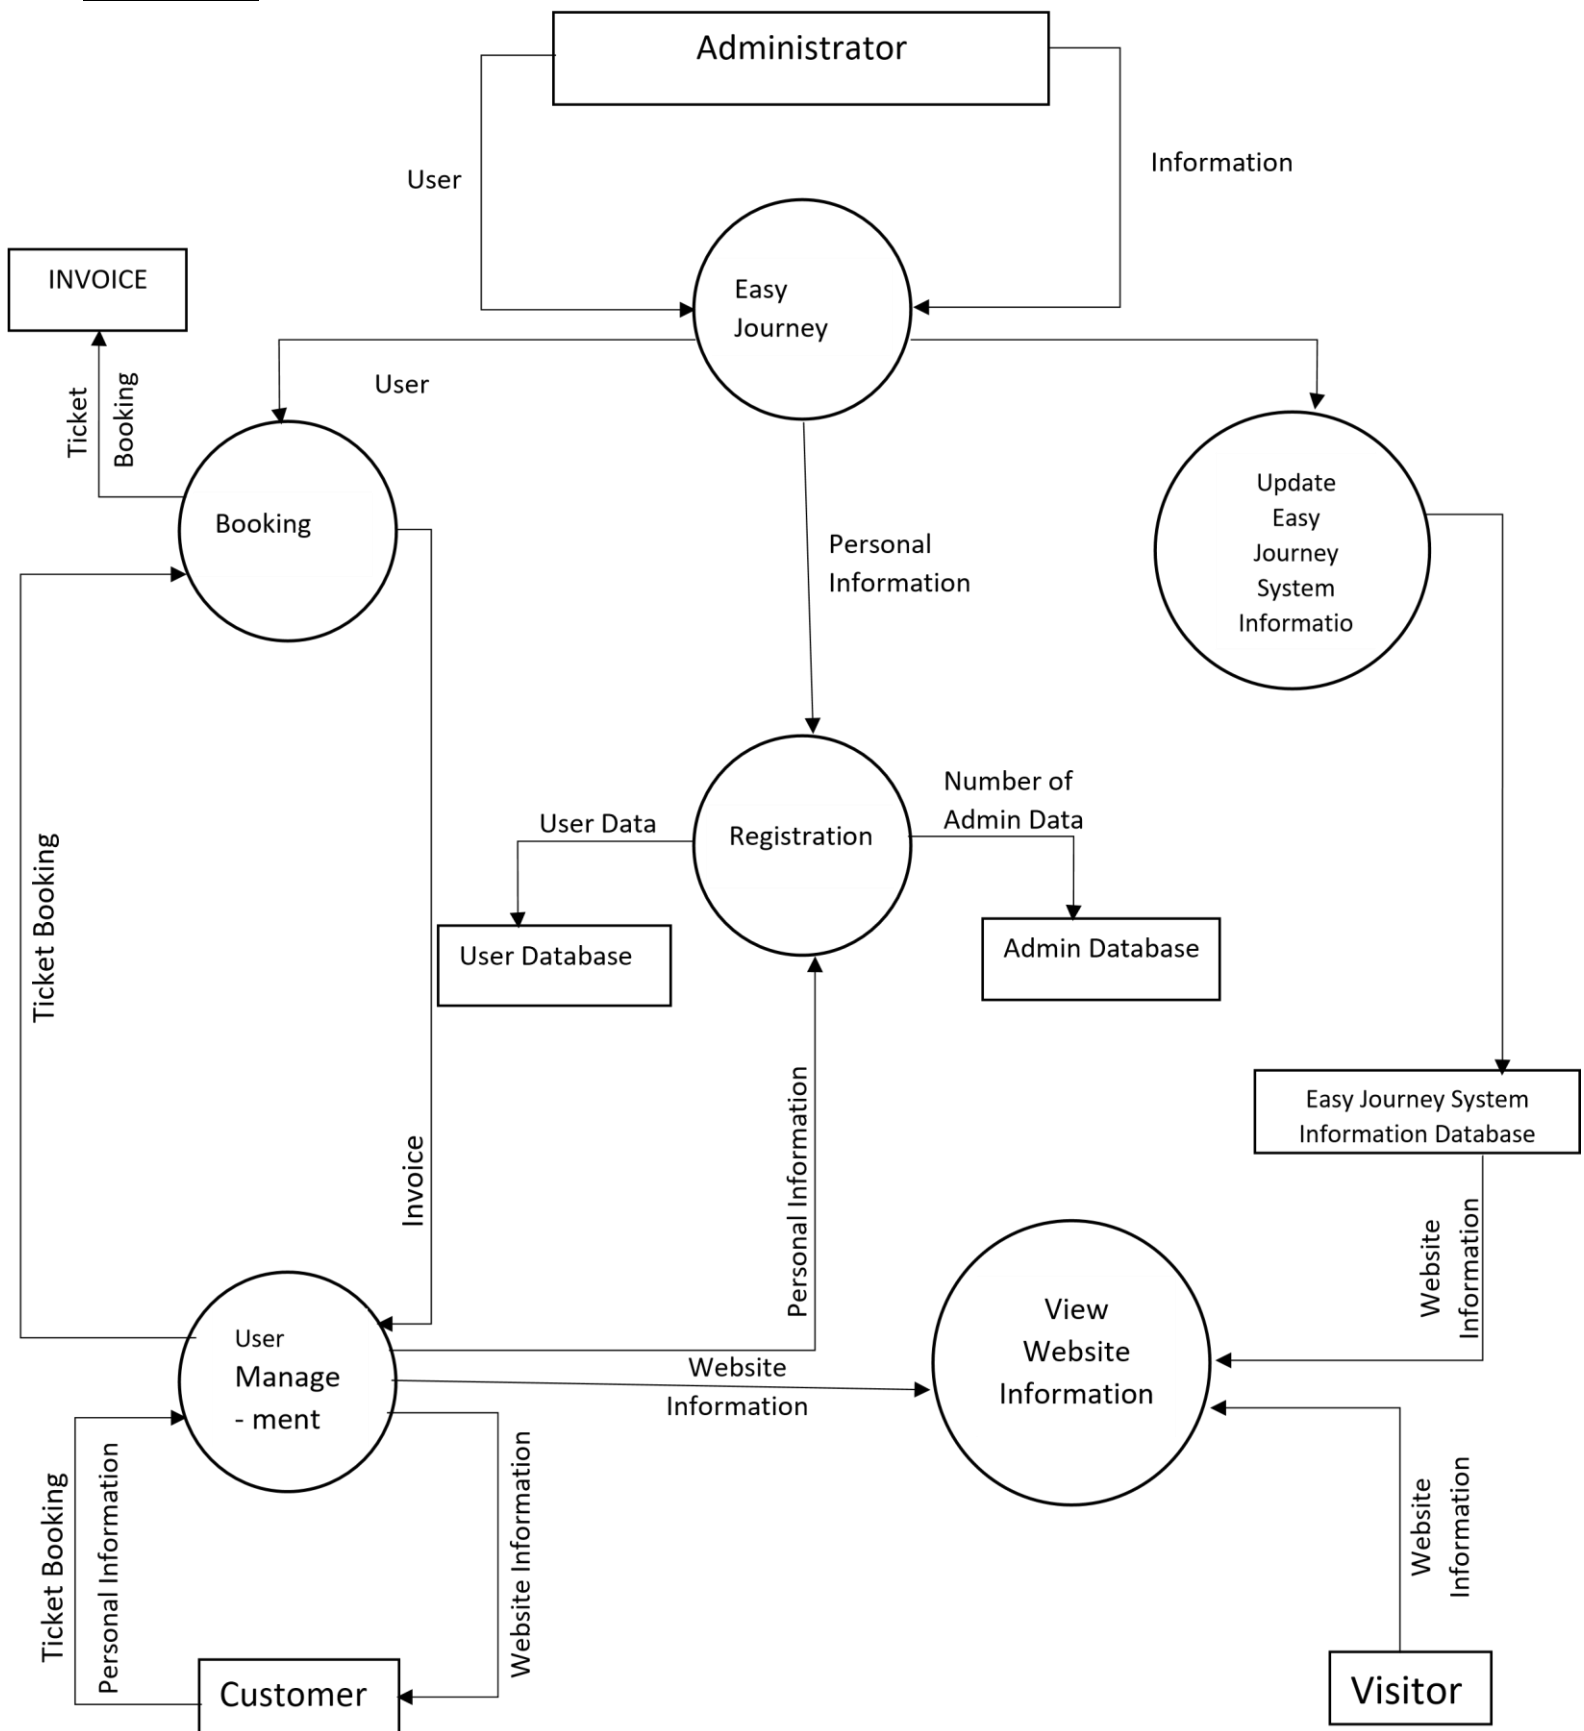 Administrator
User
Information
INVOICE
Easy
Journey
User
Ticket
Booking
Booking
Update
Easy
Journey
System
Informatio
Personal
Information
Registration
User Data
Number of
Admin Data
User Database
Admin Database
Ticket Booking
Invoice
Personal Information
Easy Journey System
Information Database
Website
Information
View
Website
Information
User
Manage
- ment
Website
Information
Ticket Booking
Personal Information
Website Information
Website
Information
Customer
Visitor